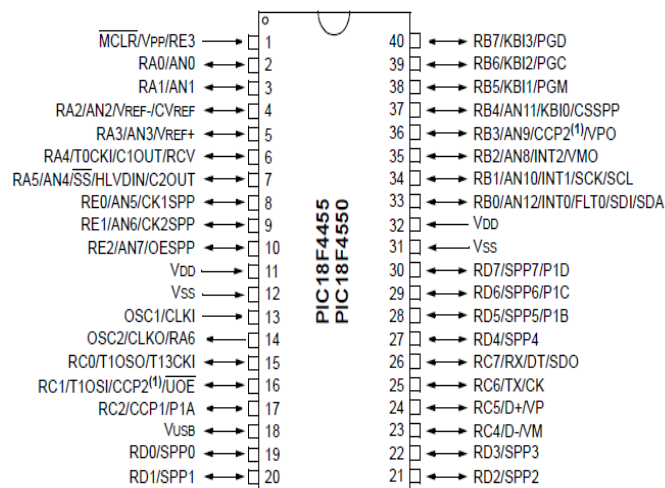 MCLR/VPP/RE3 1
RA0/AN0 2
RA1/AN1 3
RA2/AN2/VREF-/CVREF 4
RA3/AN3/VREF+ 5
RA4/T0CKI/C1OUT/RCV 6
RA5/AN4/SS/HLVDIN/C2OUT 7
RE0/AN5/CK1SPP 8
RE1/AN6/CK2SPP 9
RE2/AN7/OESPP 10
VDD 11
VSS 12
OSC1/CLKI 13
OSC2/CLKO/RA6 14
RC0/T1OSO/T13CKI 15
RC1/T1OSI/CCP2(1)/UOE 16
RC2/CCP1/P1A 17
VUSB 18
RD0/SPP0 19
RD1/SPP1 20
PIC18F4455
PIC18F4550
40 RB7/KBI3/PGD
39 RB6/KBI2/PGC
38 RB5/KBI1/PGM
37 RB4/AN11/KBI0/CSSPP
36 RB3/AN9/CCP2(1)/VPO
35 RB2/AN8/INT2/VMO
34 RB1/AN10/INT1/SCK/SCL
33 RB0/AN12/INT0/FLT0/SDI/SDA
32 VDD
31 VSS
30 RD7/SPP7/P1D
29 RD6/SPP6/P1C
28 RD5/SPP5/P1B
27 RD4/SPP4
26 RC7/RX/DT/SDO
25 RC6/TX/CK
24 RC5/D+/VP
23 RC4/D-/VM
22 RD3/SPP3
21 RD2/SPP2